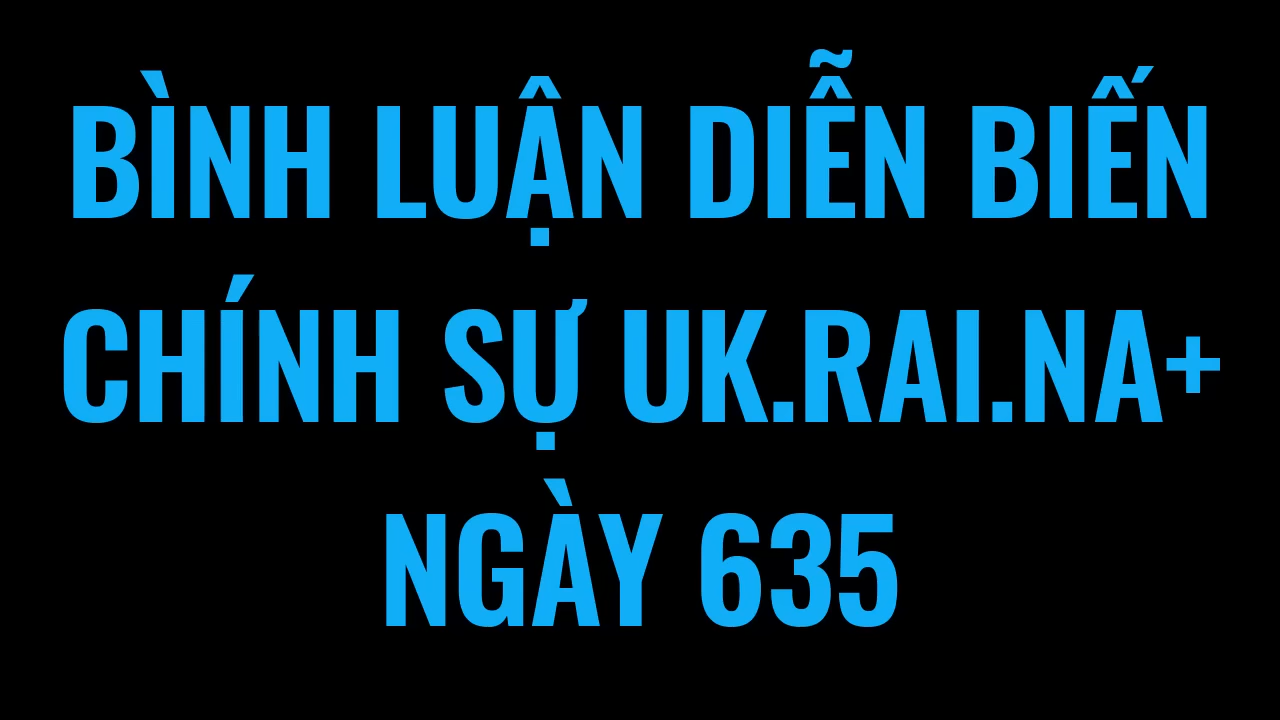 BÌNH LUẬN DIỄN BIẾN
CHÍNH SỰ UK.RAI.NA+
NGÀY 635